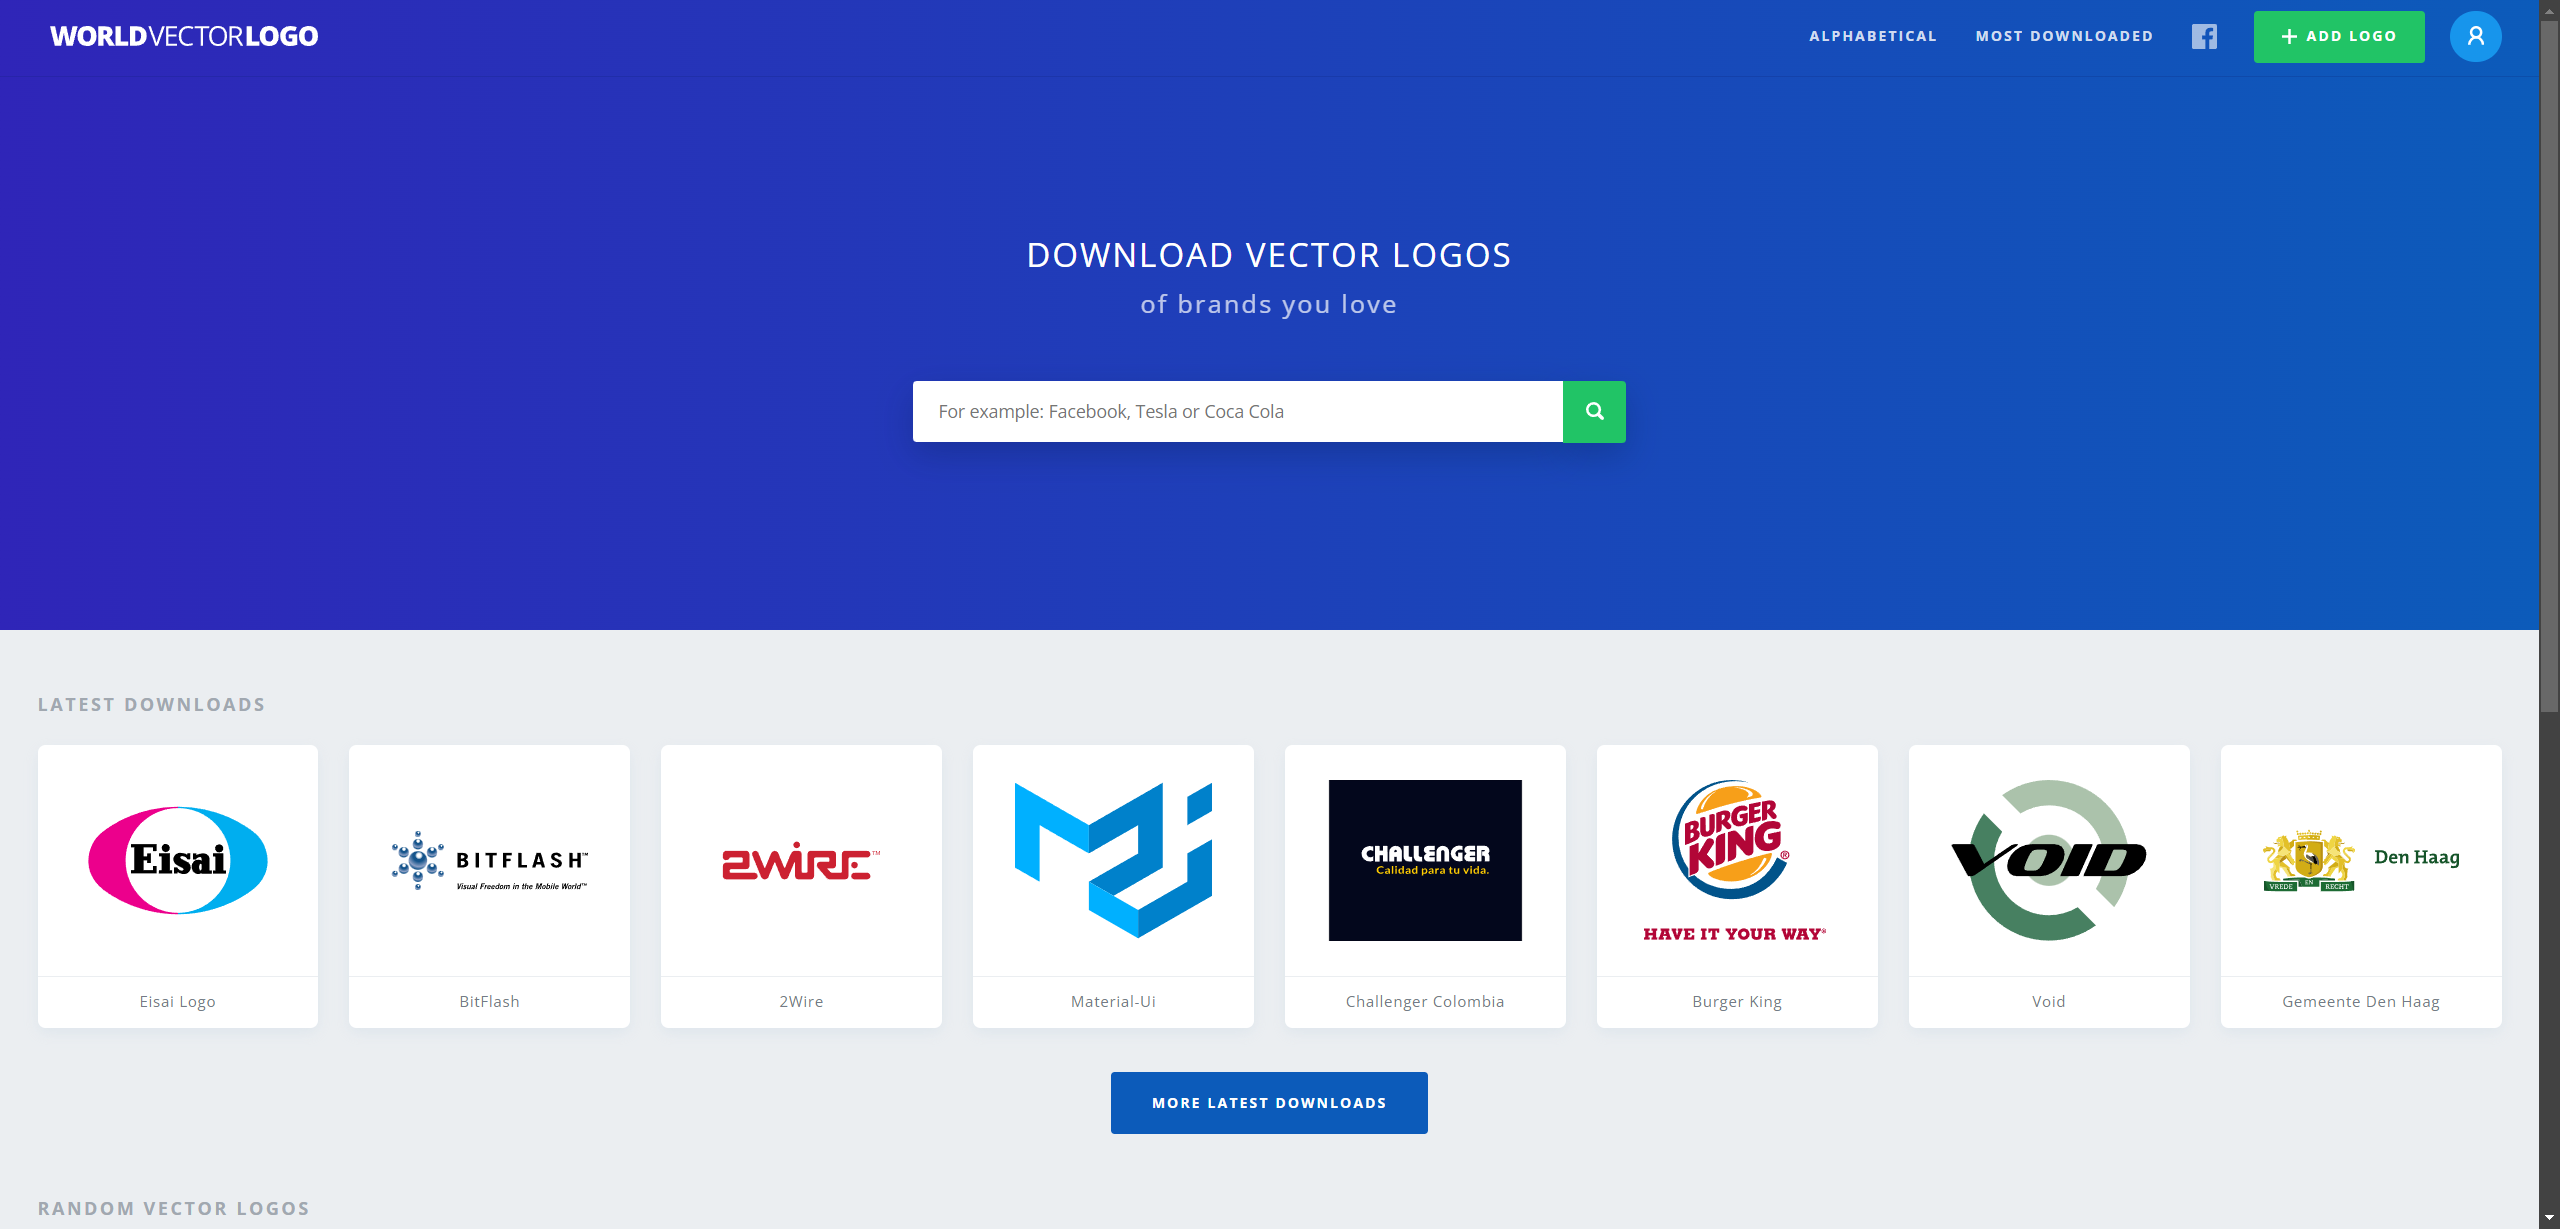 WORLDVECTORLOGO
ALPHABETICAL
MOST DOWNLOADED
ADD LOGO
DOWNLOAD VECTOR LOGOS
of brands you love
For example: Facebook, Tesla or Coca Cola
LATEST DOWNLOADS
Eisai
BITFLASH™
Visual Freedom in the Mobile World™
2WIRE™
CHALLENGER
Calidad para tu vida.
BURGER
KING®
HAVE IT YOUR WAY®
VOID
VREDE EN RECHT
Den Haag
Eisai Logo
BitFlash
2Wire
Material-Ui
Challenger Colombia
Burger King
Void
Gemeente Den Haag
MORE LATEST DOWNLOADS
RANDOM VECTOR LOGOS